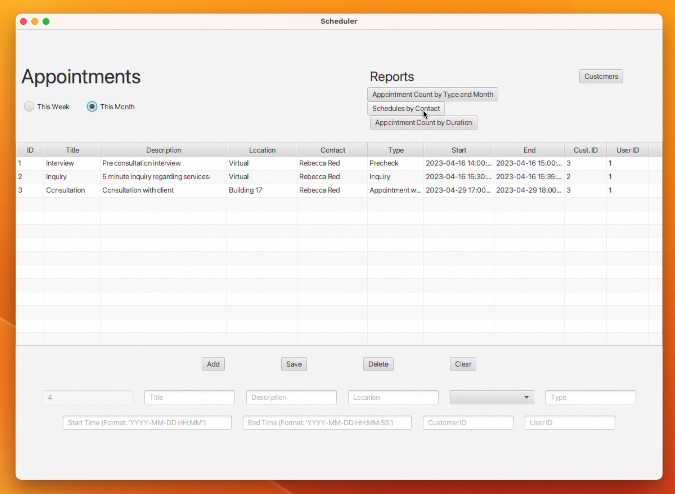 Scheduler
Appointments
Reports
Customers
Appointment Count by Type and Month
This Week
This Month
Schedules by Contact
Appointment Count by Duration
ID Title Description Location Contact Type Start End Cust. ID User ID
1 Interview Pre consultation interview Virtual Rebecca Red Precheck 2023-04-16 14:00:... 2023-04-16 15:00:... 3 1
2 Inquiry 5 minute inquiry regarding services Virtual Rebecca Red Inquiry 2023-04-16 15:30:... 2023-04-16 15:35:... 2 1
3 Consultation Consultation with client Building 17 Rebecca Red Appointment w... 2023-04-29 17:00... 2023-04-29 18:00... 3 1
Add Save Delete Clear
4 Title Description Location Type
Start Time (Format: 'YYYY-MM-DD HH:MM') End Time (Format: 'YYYY-MM-DD HH:MM:SS') Customer ID User ID